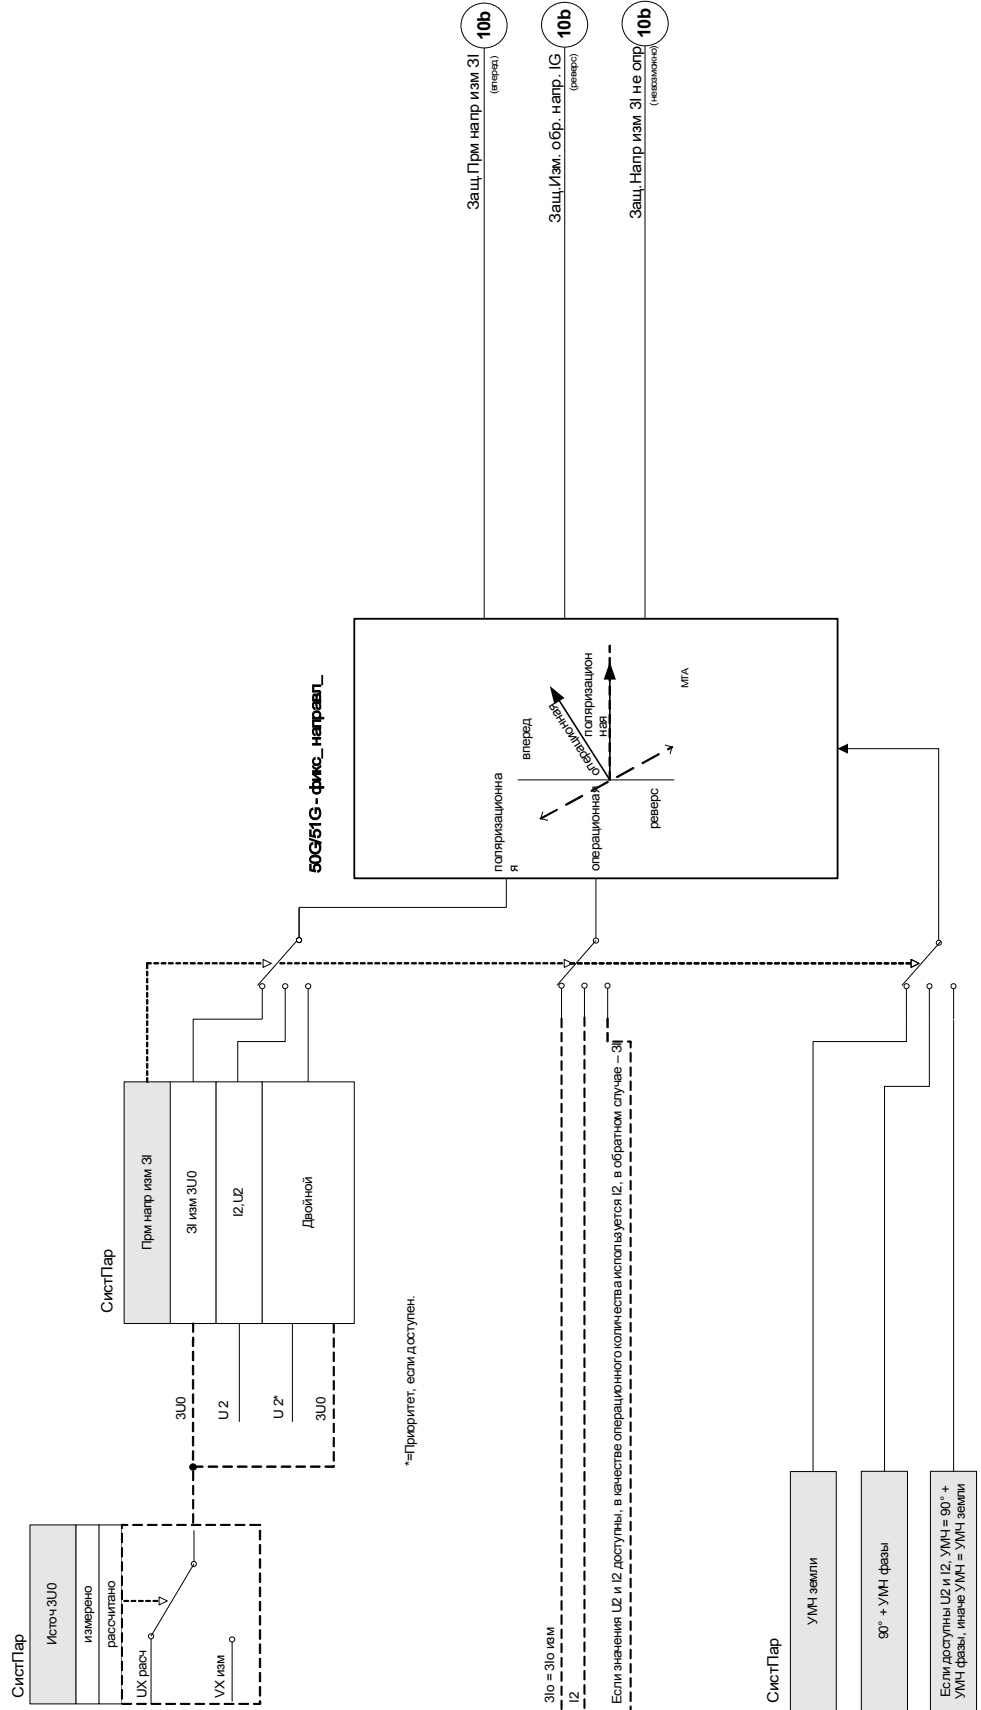 50G/51G - фикс_ направл_
СистПар
Источ 3U0
измерено
рассчитано
UX расч
VX изм
СистПар
Прм напр изм 3I
3I изм 3U0
I2,U2
Двойной
3U0
U 2
U 2*
3U0
*=Приоритет, если доступен.
поляризационна
я
операционная
вперед
операционная
поляризацион
ная
реверс
МТА
Защ,Прм напр изм 3I
(вперед)
10b
Защ,Изм. обр. напр. IG
(реверс)
10b
Защ,Напр изм 3I не опр
(невозможно)
10b
3Io = 3Io изм
I2
Если значения U2 и I2 доступны, в качестве операционного количества используется I2, в обратном случае – 3I
СистПар
УМЧ земли
90° + УМЧ фазы
Если доступны U2 и I2, УМЧ = 90° +
УМЧ фазы, иначе УМЧ = УМЧ земли